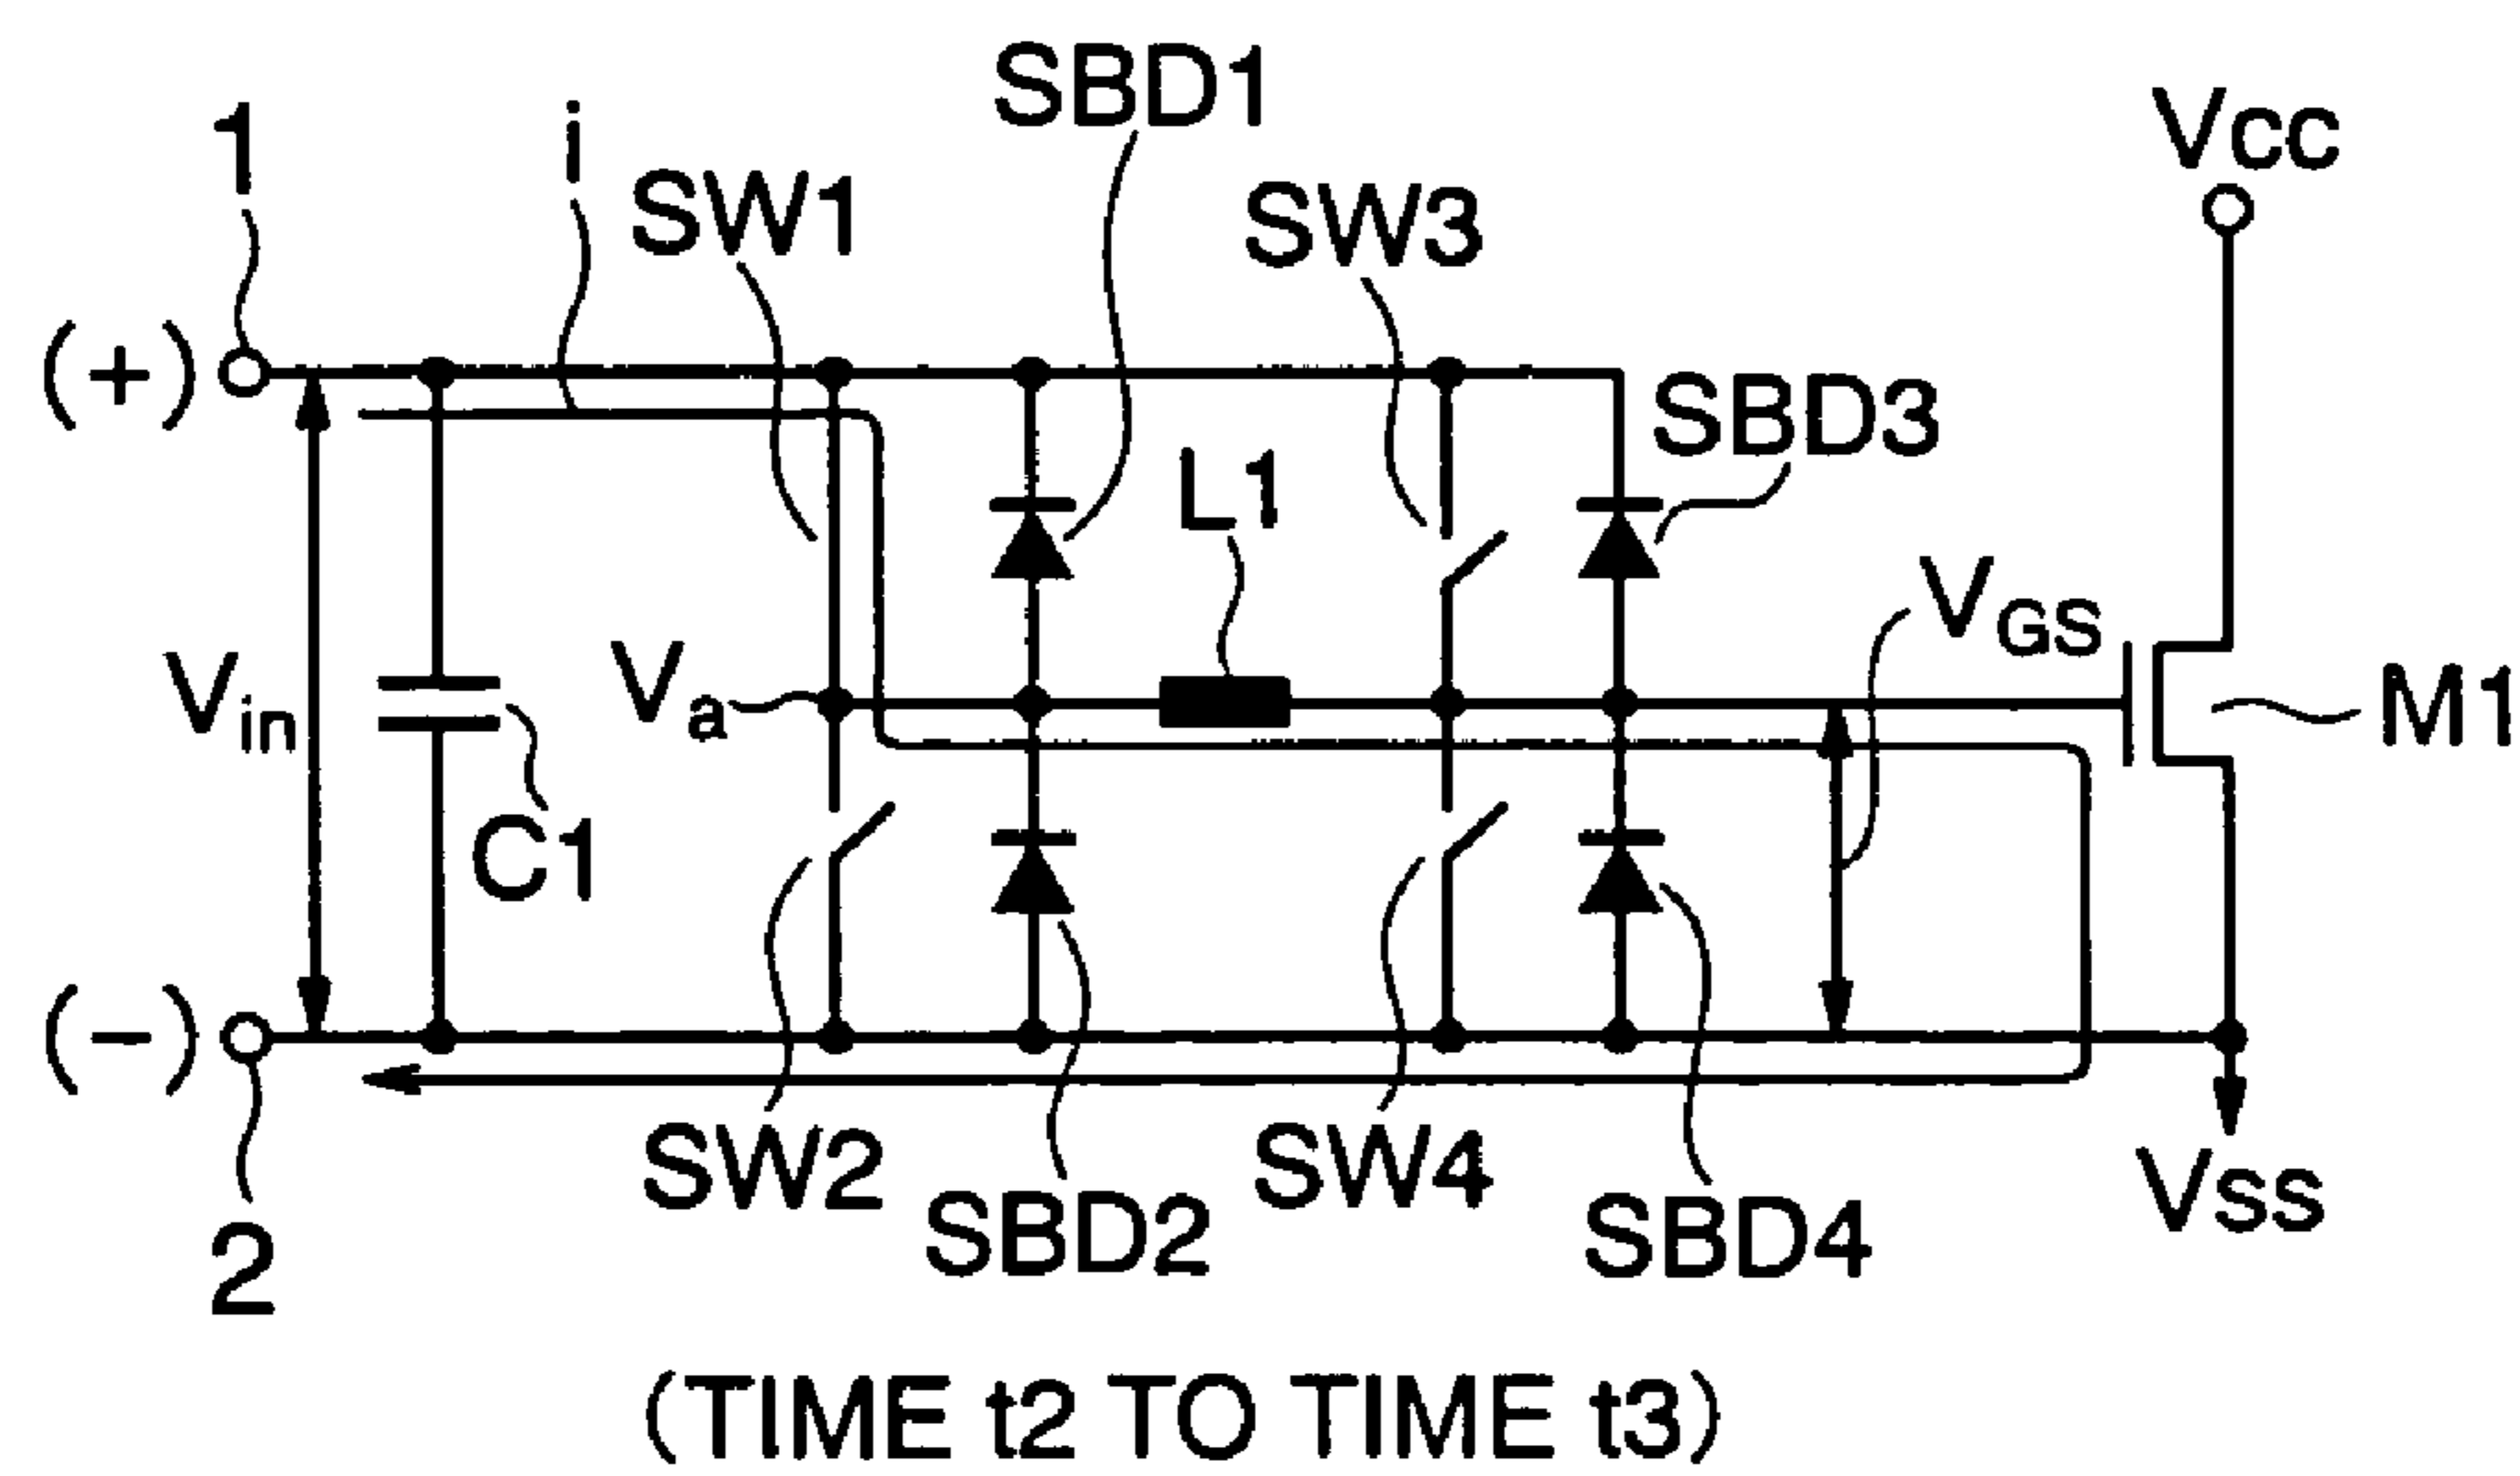 SBD1
1
i
Vcc
SW1
SW3
(+)
SBD3
L1
VGS
Vin
Va
M1
C1
(−)
SW2
SW4
Vss
SBD2
SBD4
2
(TIME t2 TO TIME t3)